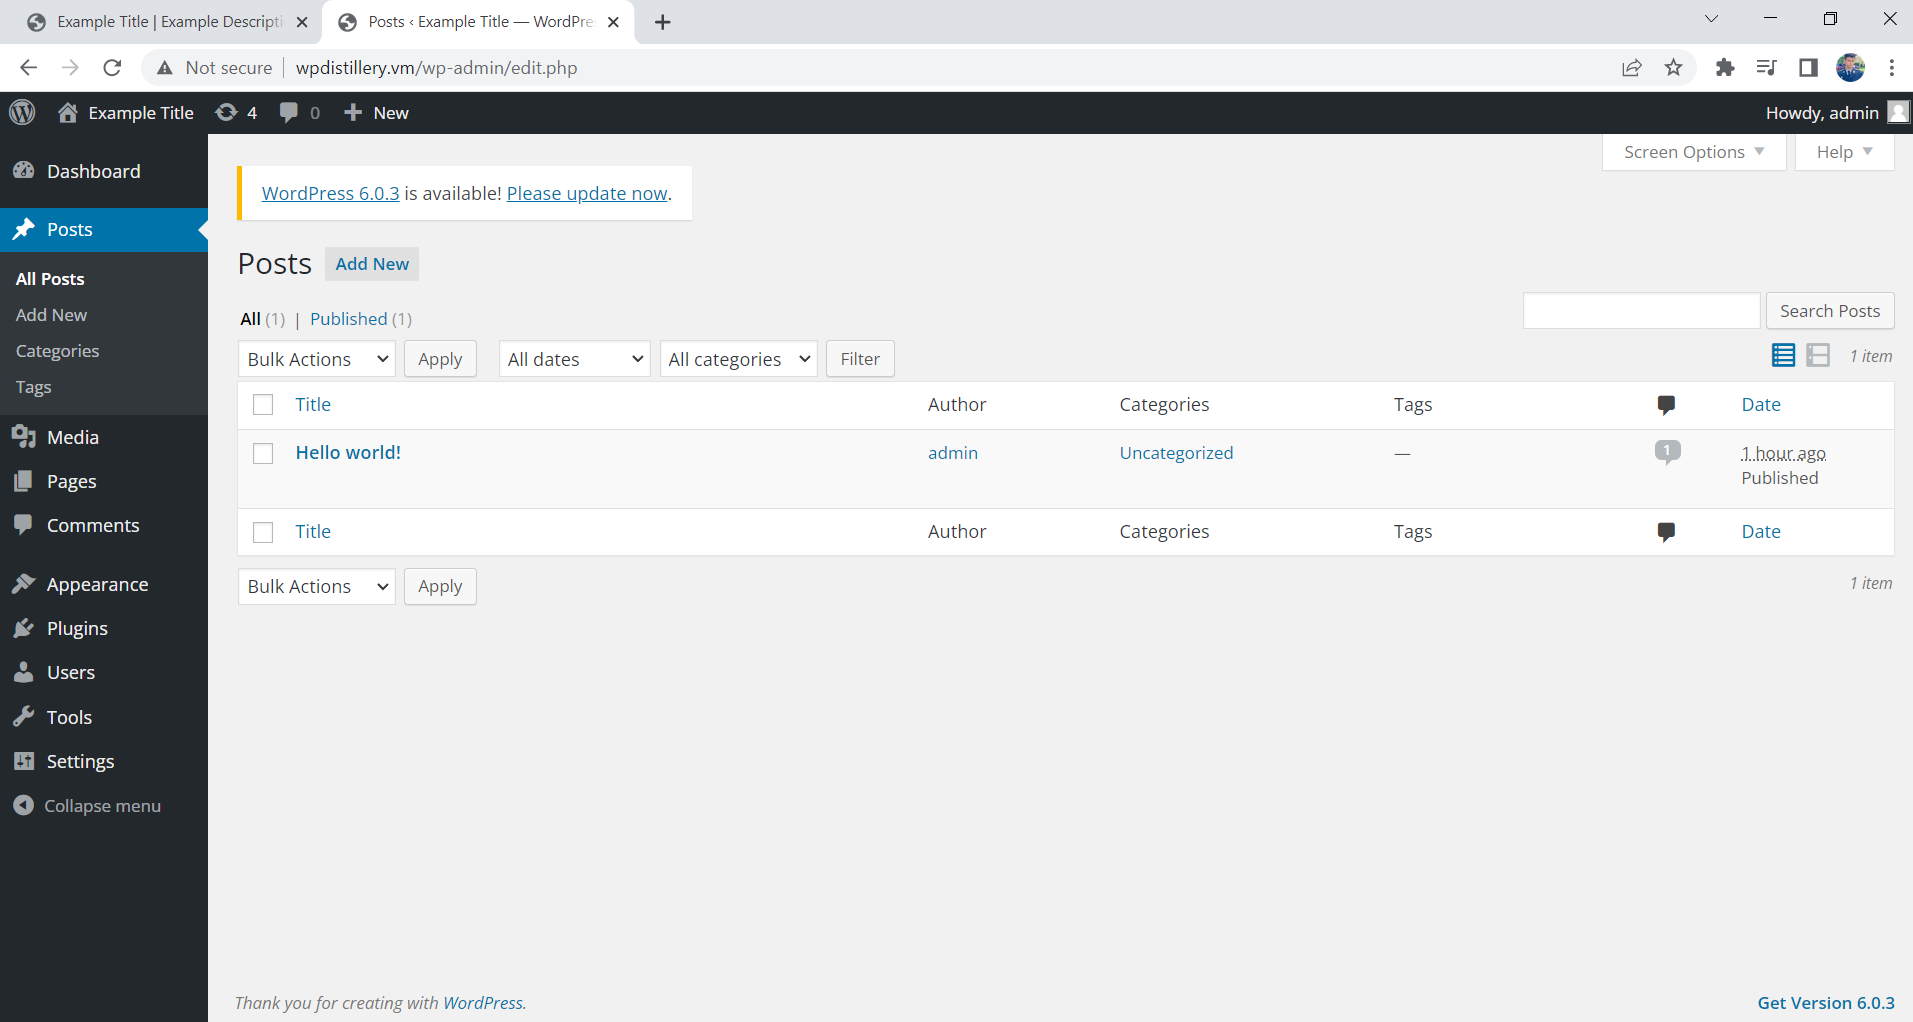 Example Title | Example Descripti
Posts ‹ Example Title — WordPre
Not secure
wpdistillery.vm/wp-admin/edit.php
Example Title
4
0
New
Howdy, admin
Dashboard
Posts
All Posts
Add New
Categories
Tags
Media
Pages
Comments
Appearance
Plugins
Users
Tools
Settings
Collapse menu
Screen Options
Help
WordPress 6.0.3 is available! Please update now.
Posts
Add New
All (1) | Published (1)
Search Posts
Bulk Actions
Apply
All dates
All categories
Filter
1 item
Title
Author
Categories
Tags
Date
Hello world!
admin
Uncategorized
—
1
1 hour ago
Published
Title
Author
Categories
Tags
Date
Bulk Actions
Apply
1 item
Thank you for creating with WordPress.
Get Version 6.0.3